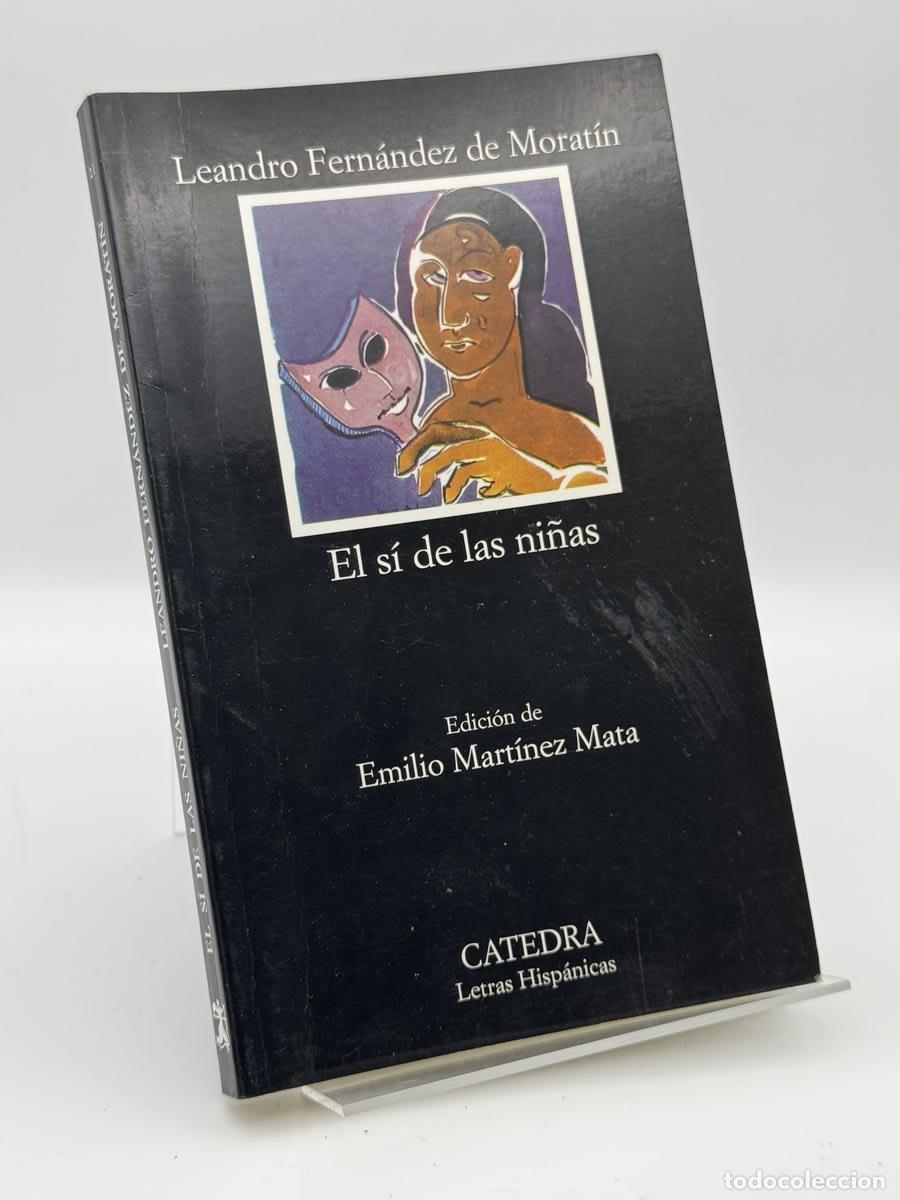 Leandro Fernández de Moratín
El sí de las niñas
Edición de
Emilio Martínez Mata
CATEDRA
Letras Hispánicas
EL SÍ DE LAS NIÑAS LEANDRO FERNÁNDEZ DE MORATÍN
todocoleccion